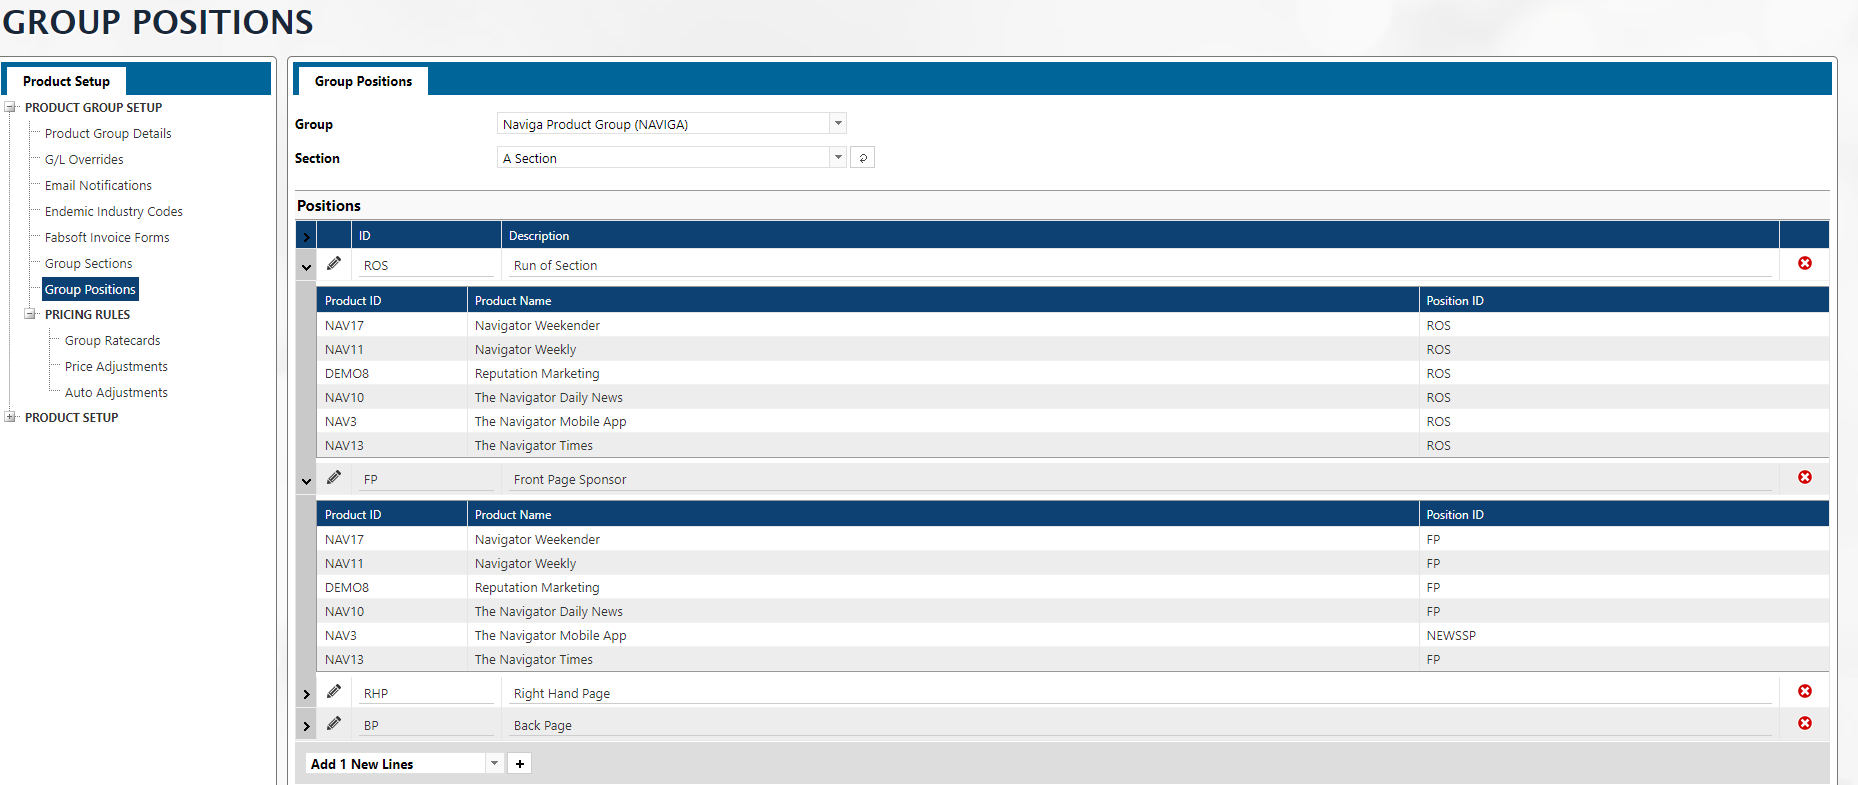 GROUP POSITIONS
Product Setup
PRODUCT GROUP SETUP
Product Group Details
G/L Overrides
Email Notifications
Endemic Industry Codes
Fabsoft Invoice Forms
Group Sections
Group Positions
PRICING RULES
Group Ratecards
Price Adjustments
Auto Adjustments
PRODUCT SETUP
Group Positions
Group Naviga Product Group (NAVIGA)
Section A Section
Positions
ID Description
ROS Run of Section
Product ID Product Name Position ID
NAV17 Navigator Weekender ROS
NAV11 Navigator Weekly ROS
DEMO8 Reputation Marketing ROS
NAV10 The Navigator Daily News ROS
NAV3 The Navigator Mobile App ROS
NAV13 The Navigator Times ROS
FP Front Page Sponsor
Product ID Product Name Position ID
NAV17 Navigator Weekender FP
NAV11 Navigator Weekly FP
DEMO8 Reputation Marketing FP
NAV10 The Navigator Daily News FP
NAV3 The Navigator Mobile App NEWSSP
NAV13 The Navigator Times FP
RHP Right Hand Page
BP Back Page
Add 1 New Lines